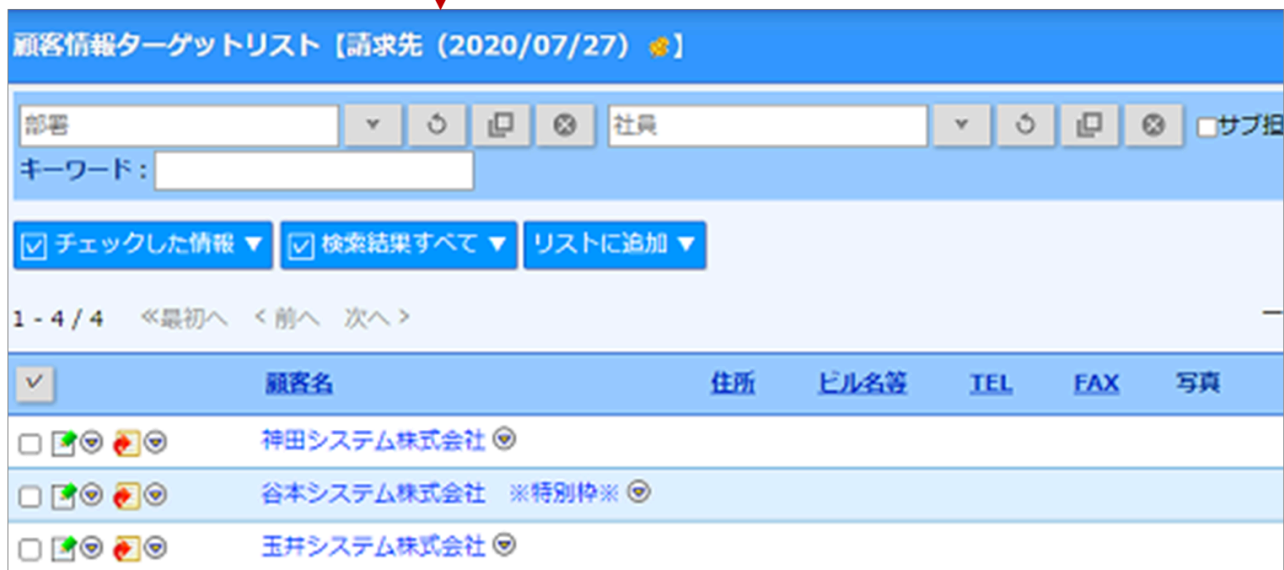 顧客情報ターゲットリスト【請求先（2020/07/27）】
部署 社員 サブ担
キーワード：
チェックした情報▼ 検索結果すべて▼ リストに追加▼
1 - 4 / 4 ≪最初へ <前へ 次へ>
顧客名 住所 ビル名等 TEL FAX 写真
神田システム株式会社
谷本システム株式会社 ※特別枠※
玉井システム株式会社